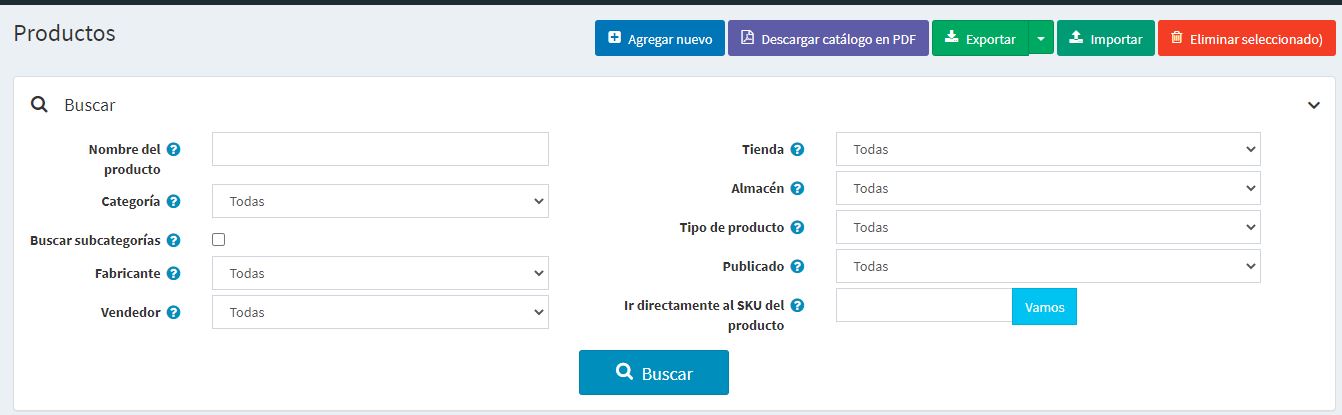 Productos
Agregar nuevo
Descargar catálogo en PDF
Exportar
Importar
Eliminar seleccionado)
Buscar
Nombre del
producto
Categoría
Todas
Buscar subcategorías
Fabricante
Todas
Vendedor
Todas
Tienda
Todas
Almacén
Todas
Tipo de producto
Todas
Publicado
Todas
Ir directamente al SKU del
producto
Vamos
Buscar